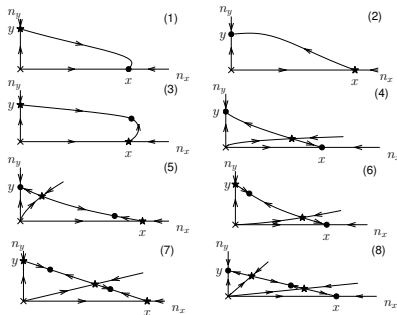 n_y (1)
y
x n_x
n_y (2)
y
x n_x
n_y (3)
y
x n_x
n_y (4)
y
x n_x
n_y (5)
y
x n_x
n_y (6)
y
x n_x
n_y (7)
y
x n_x
n_y (8)
y
x n_x